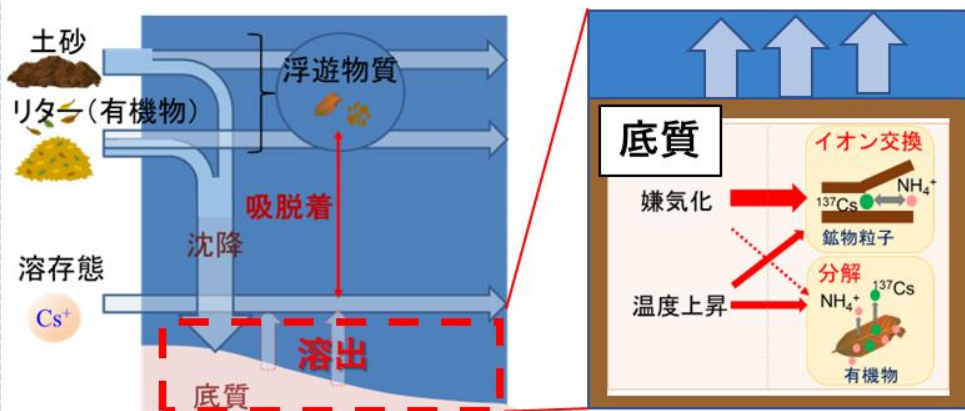 土砂
リター(有機物)
浮遊物質
吸脱着
沈降
溶存態
Cs⁺
溶出
底質
底質
嫌気化
温度上昇
イオン交換
NH₄⁺
¹³⁷Cs
鉱物粒子
分解
¹³⁷Cs
NH₄⁺
有機物